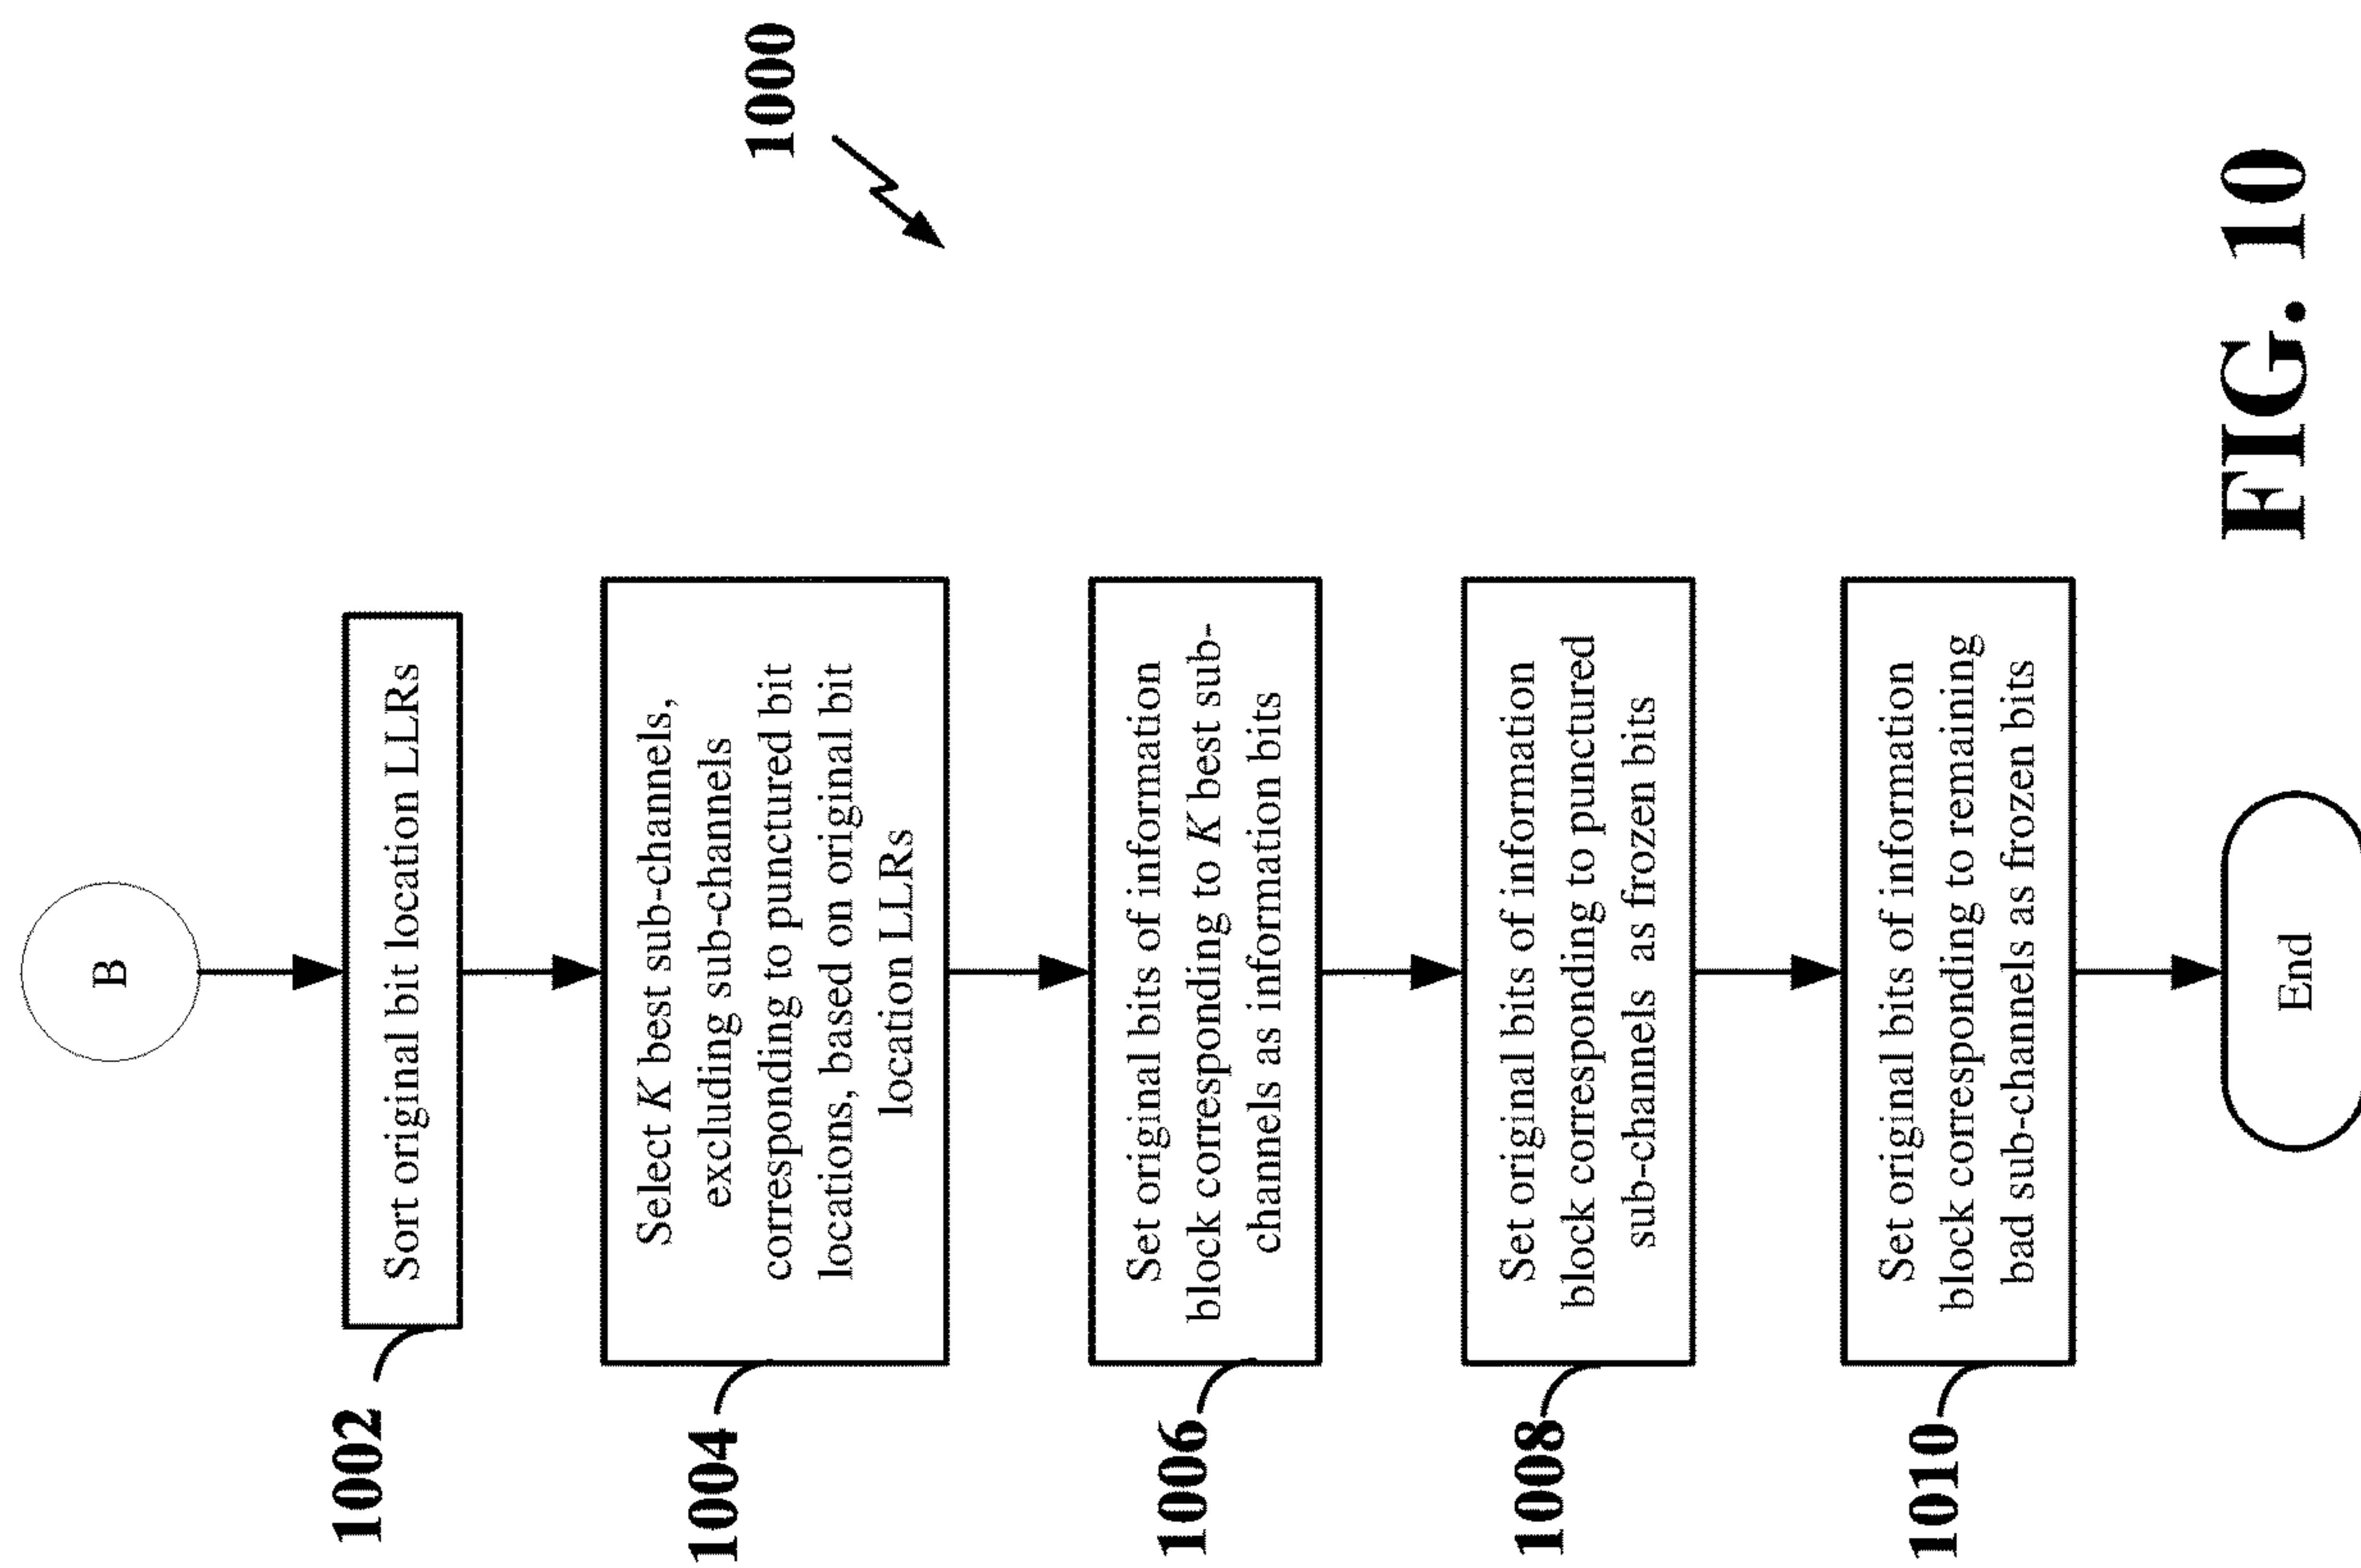 B
1002
Sort original bit location LLRs
1004
Select K best sub-channels,
excluding sub-channels
corresponding to punctured bit
locations, based on original bit
location LLRs
1000
1006
Set original bits of information
block corresponding to K best sub-
channels as information bits
1008
Set original bits of information
block corresponding to punctured
sub-channels as frozen bits
1010
Set original bits of information
block corresponding to remaining
bad sub-channels as frozen bits
End
FIG. 10